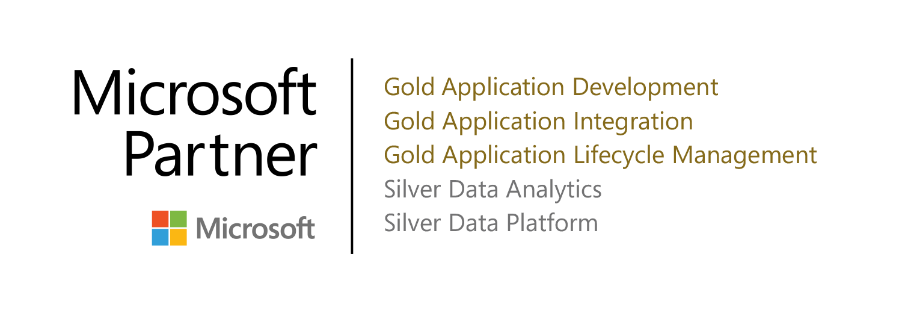 Microsoft
Partner
Microsoft
Gold Application Development
Gold Application Integration
Gold Application Lifecycle Management
Silver Data Analytics
Silver Data Platform